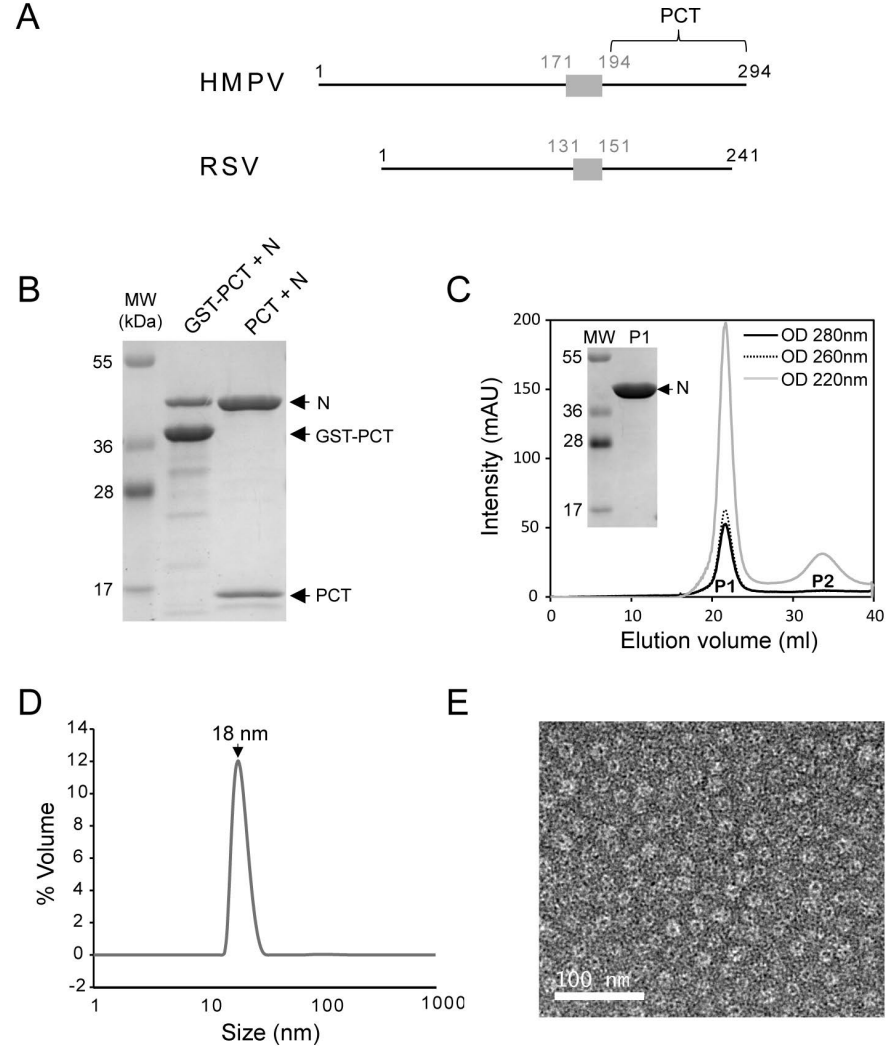 A
PCT
171 194
HMPV 1 294
131 151
RSV 1 241
B
MW
(kDa)
GST-PCT + N
PCT + N
55
N
GST-PCT
36
28
17
PCT
C
200
150
100
50
0
Intensity (mAU)
MW P1
55
N
36
28
17
OD 280nm
OD 260nm
OD 220nm
P1 P2
0 10 20 30 40
Elution volume (ml)
D
14
12
10
8
6
4
2
0
-2
% Volume
18 nm
1 10 100 1000
Size (nm)
E
100 nm